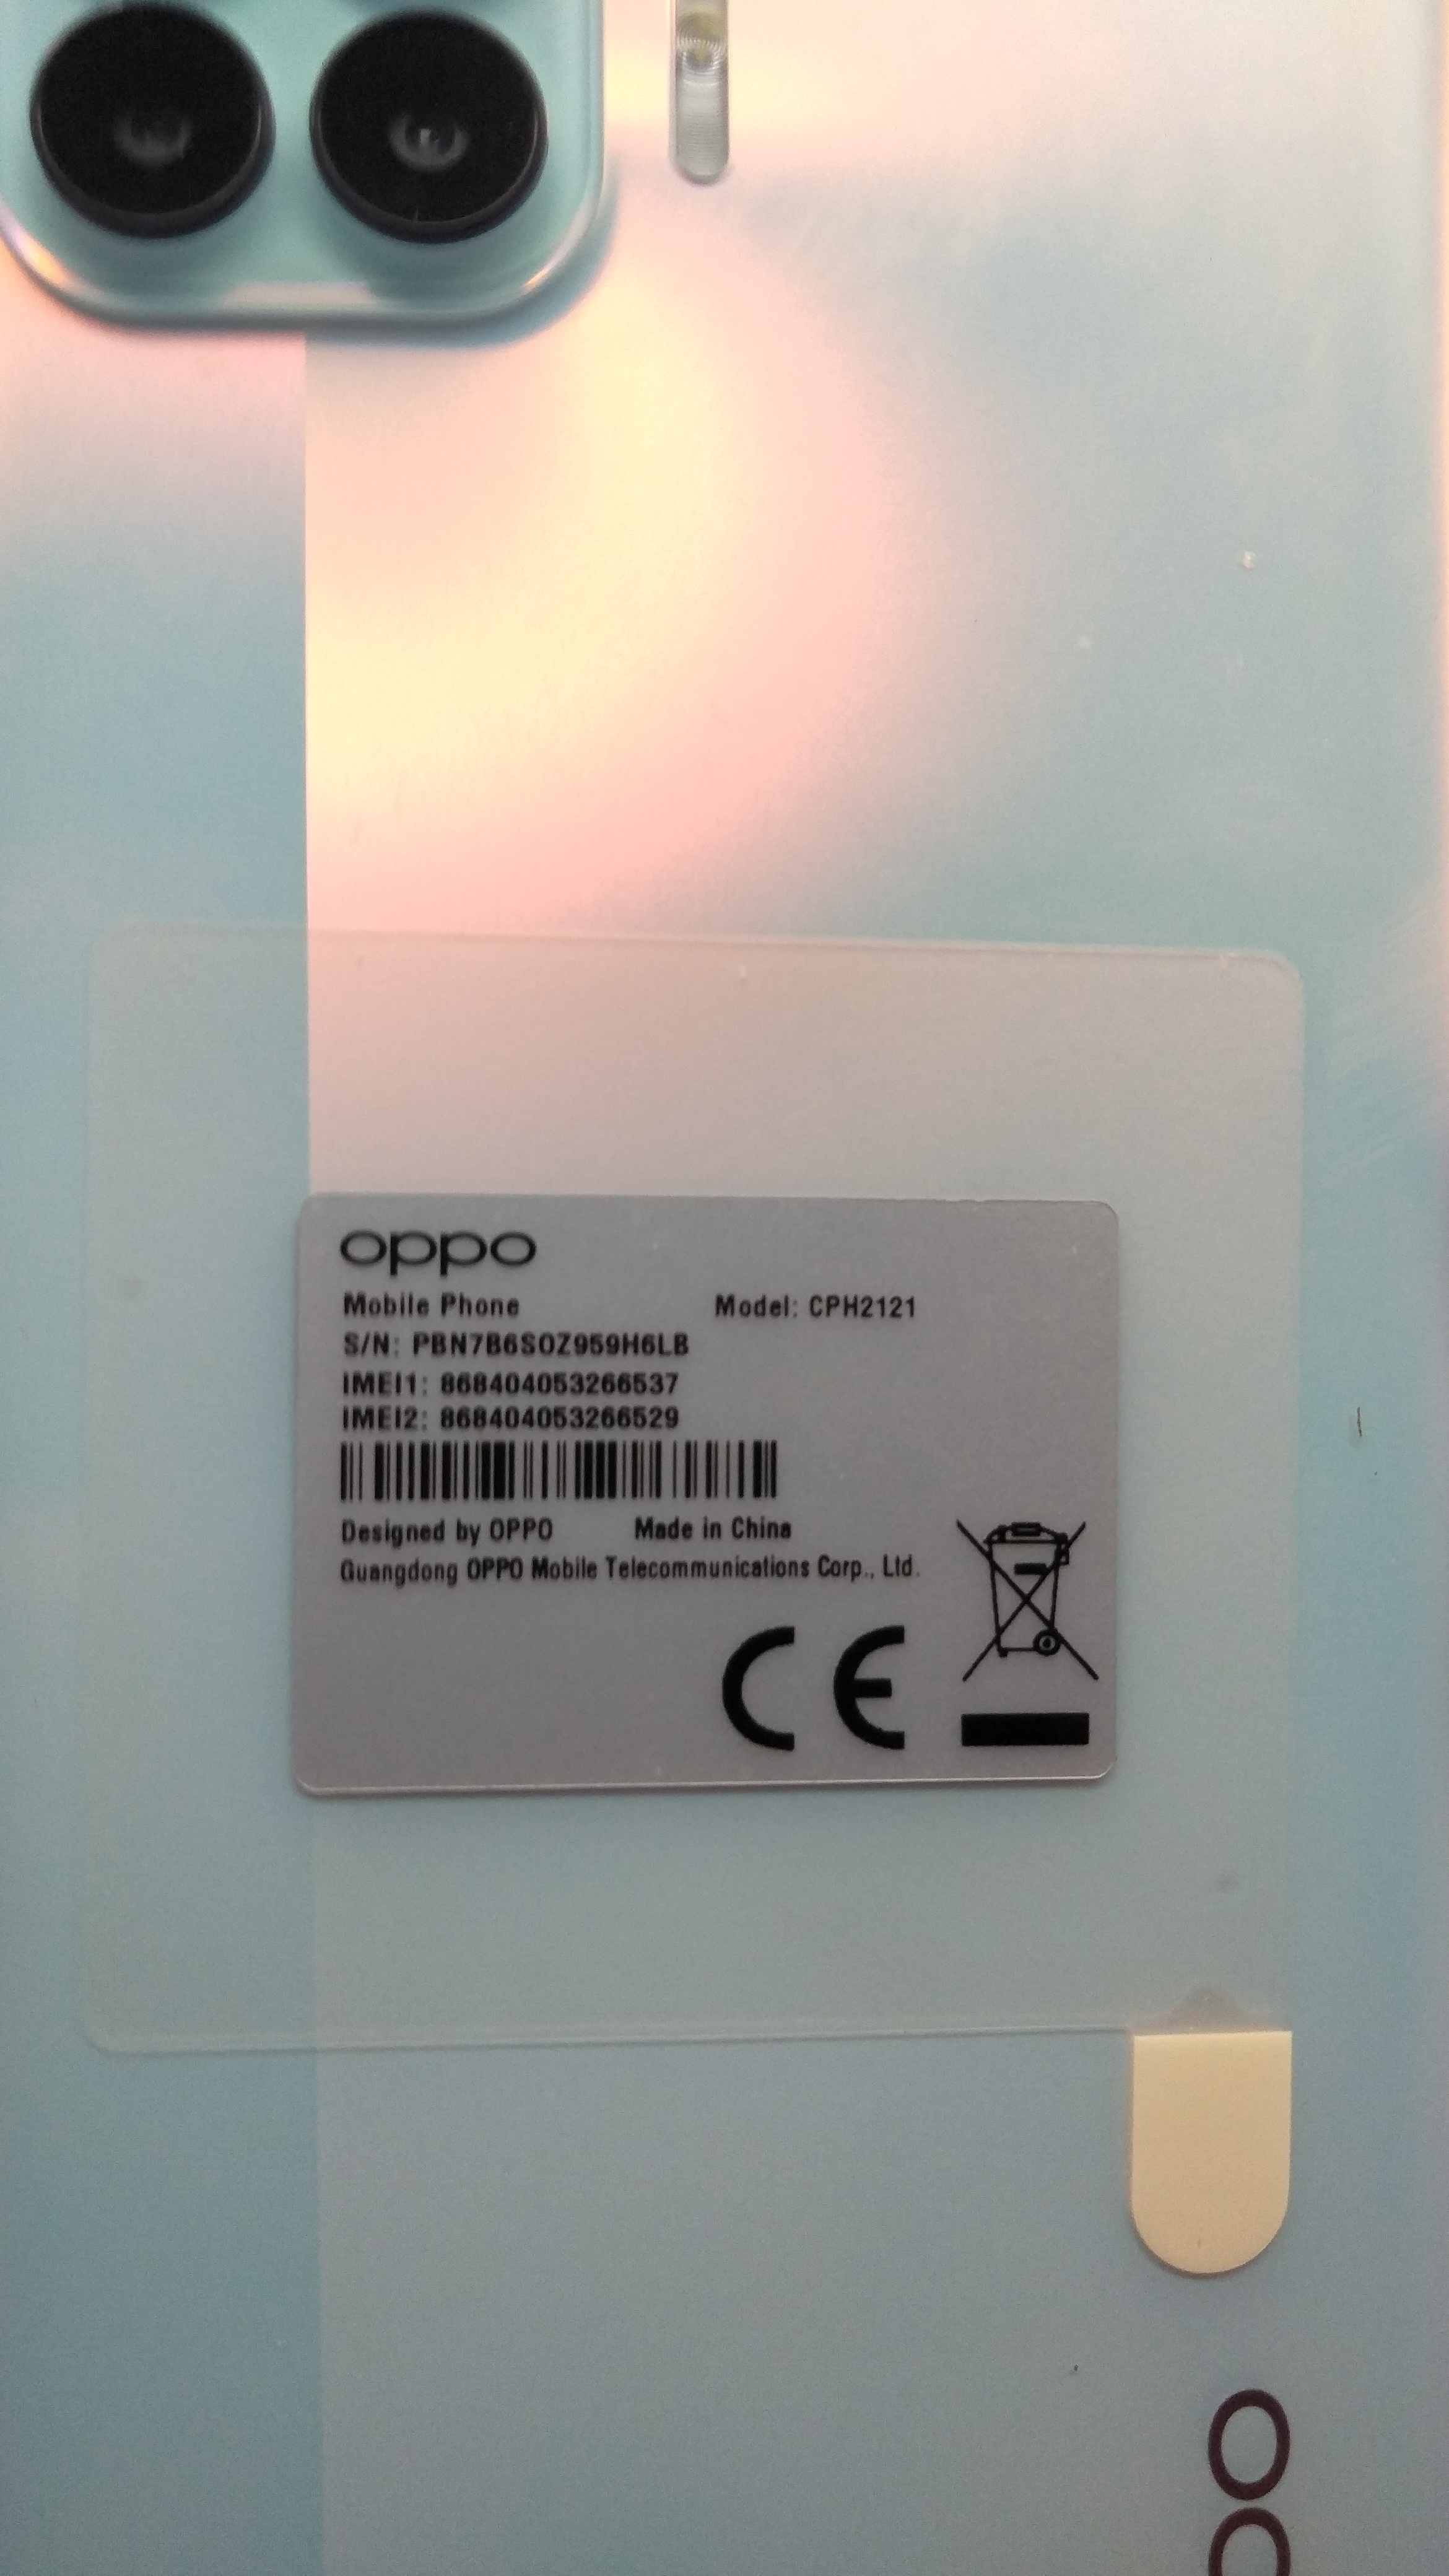 oppo
Mobile Phone Model: CPH2121
S/N: PBN7B6SOZ959H6LB
IMEI1: 868404053266537
IMEI2: 868404053266529
Designed by OPPO Made in China
Guangdong OPPO Mobile Telecommunications Corp., Ltd.
CE